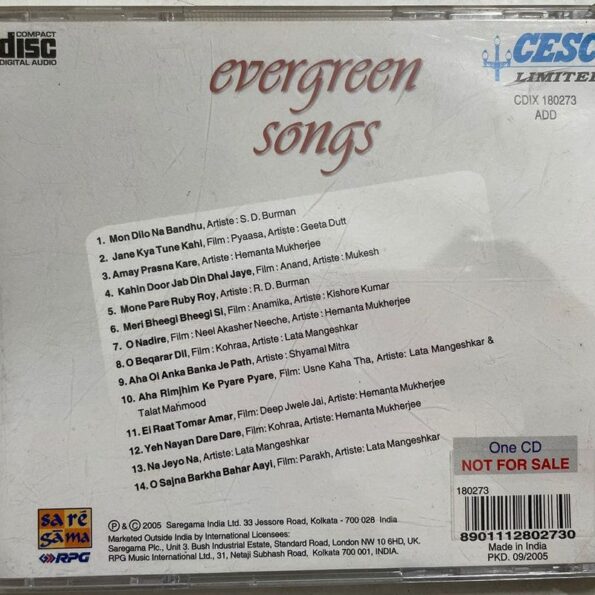 COMPACT
disc
DIGITAL AUDIO
evergreen
songs
CESC
LIMITED
CDIX 180273
ADD
1. Mon Dilo Na Bandhu, Artiste : S. D. Burman
2. Jane Kya Tune Kahi, Film : Pyaasa, Artiste : Geeta Dutt
3. Amay Prasna Kare, Artiste : Hemanta Mukherjee
4. Kahin Door Jab Din Dhal Jaye, Film : Anand, Artiste : Mukesh
5. Mone Pare Ruby Roy, Artiste : R. D. Burman
6. Meri Bheegi Bheegi Si, Film : Anamika, Artiste : Kishore Kumar
7. O Nadire, Film : Neel Akasher Neeche, Artiste : Hemanta Mukherjee
8. O Beqarar Dil, Film : Kohraa, Artiste : Lata Mangeshkar
9. Aha Oi Anka Banka Je Path, Artiste : Shyamal Mitra
10. Aha Rimjhim Ke Pyare Pyare, Film : Usne Kaha Tha, Artiste: Lata Mangeshkar &
Talat Mahmood
11. Ei Raat Tomar Amar, Film : Deep Jwele Jai, Artiste : Hemanta Mukherjee
12. Yeh Nayan Dare Dare, Film : Kohraa, Artiste : Hemanta Mukherjee
13. Na Jeyo Na, Artiste : Lata Mangeshkar
14. O Sajna Barkha Bahar Aayi, Film : Parakh, Artiste : Lata Mangeshkar
One CD
NOT FOR SALE
180273
8901112802730
Made in India
PKD. 09/2005
sa rē
gā ma
RPG
℗ & © 2005 Saregama India Ltd. 33 Jessore Road, Kolkata - 700 028 India
Marketed Outside India by International Licensees:
Saregama Plc., Unit 3. Bush Industrial Estate, Standard Road, London NW 10 6HD, UK.
RPG Music International India Ltd., 31, Netaji Subhash Road, Kolkata 700 001, INDIA.